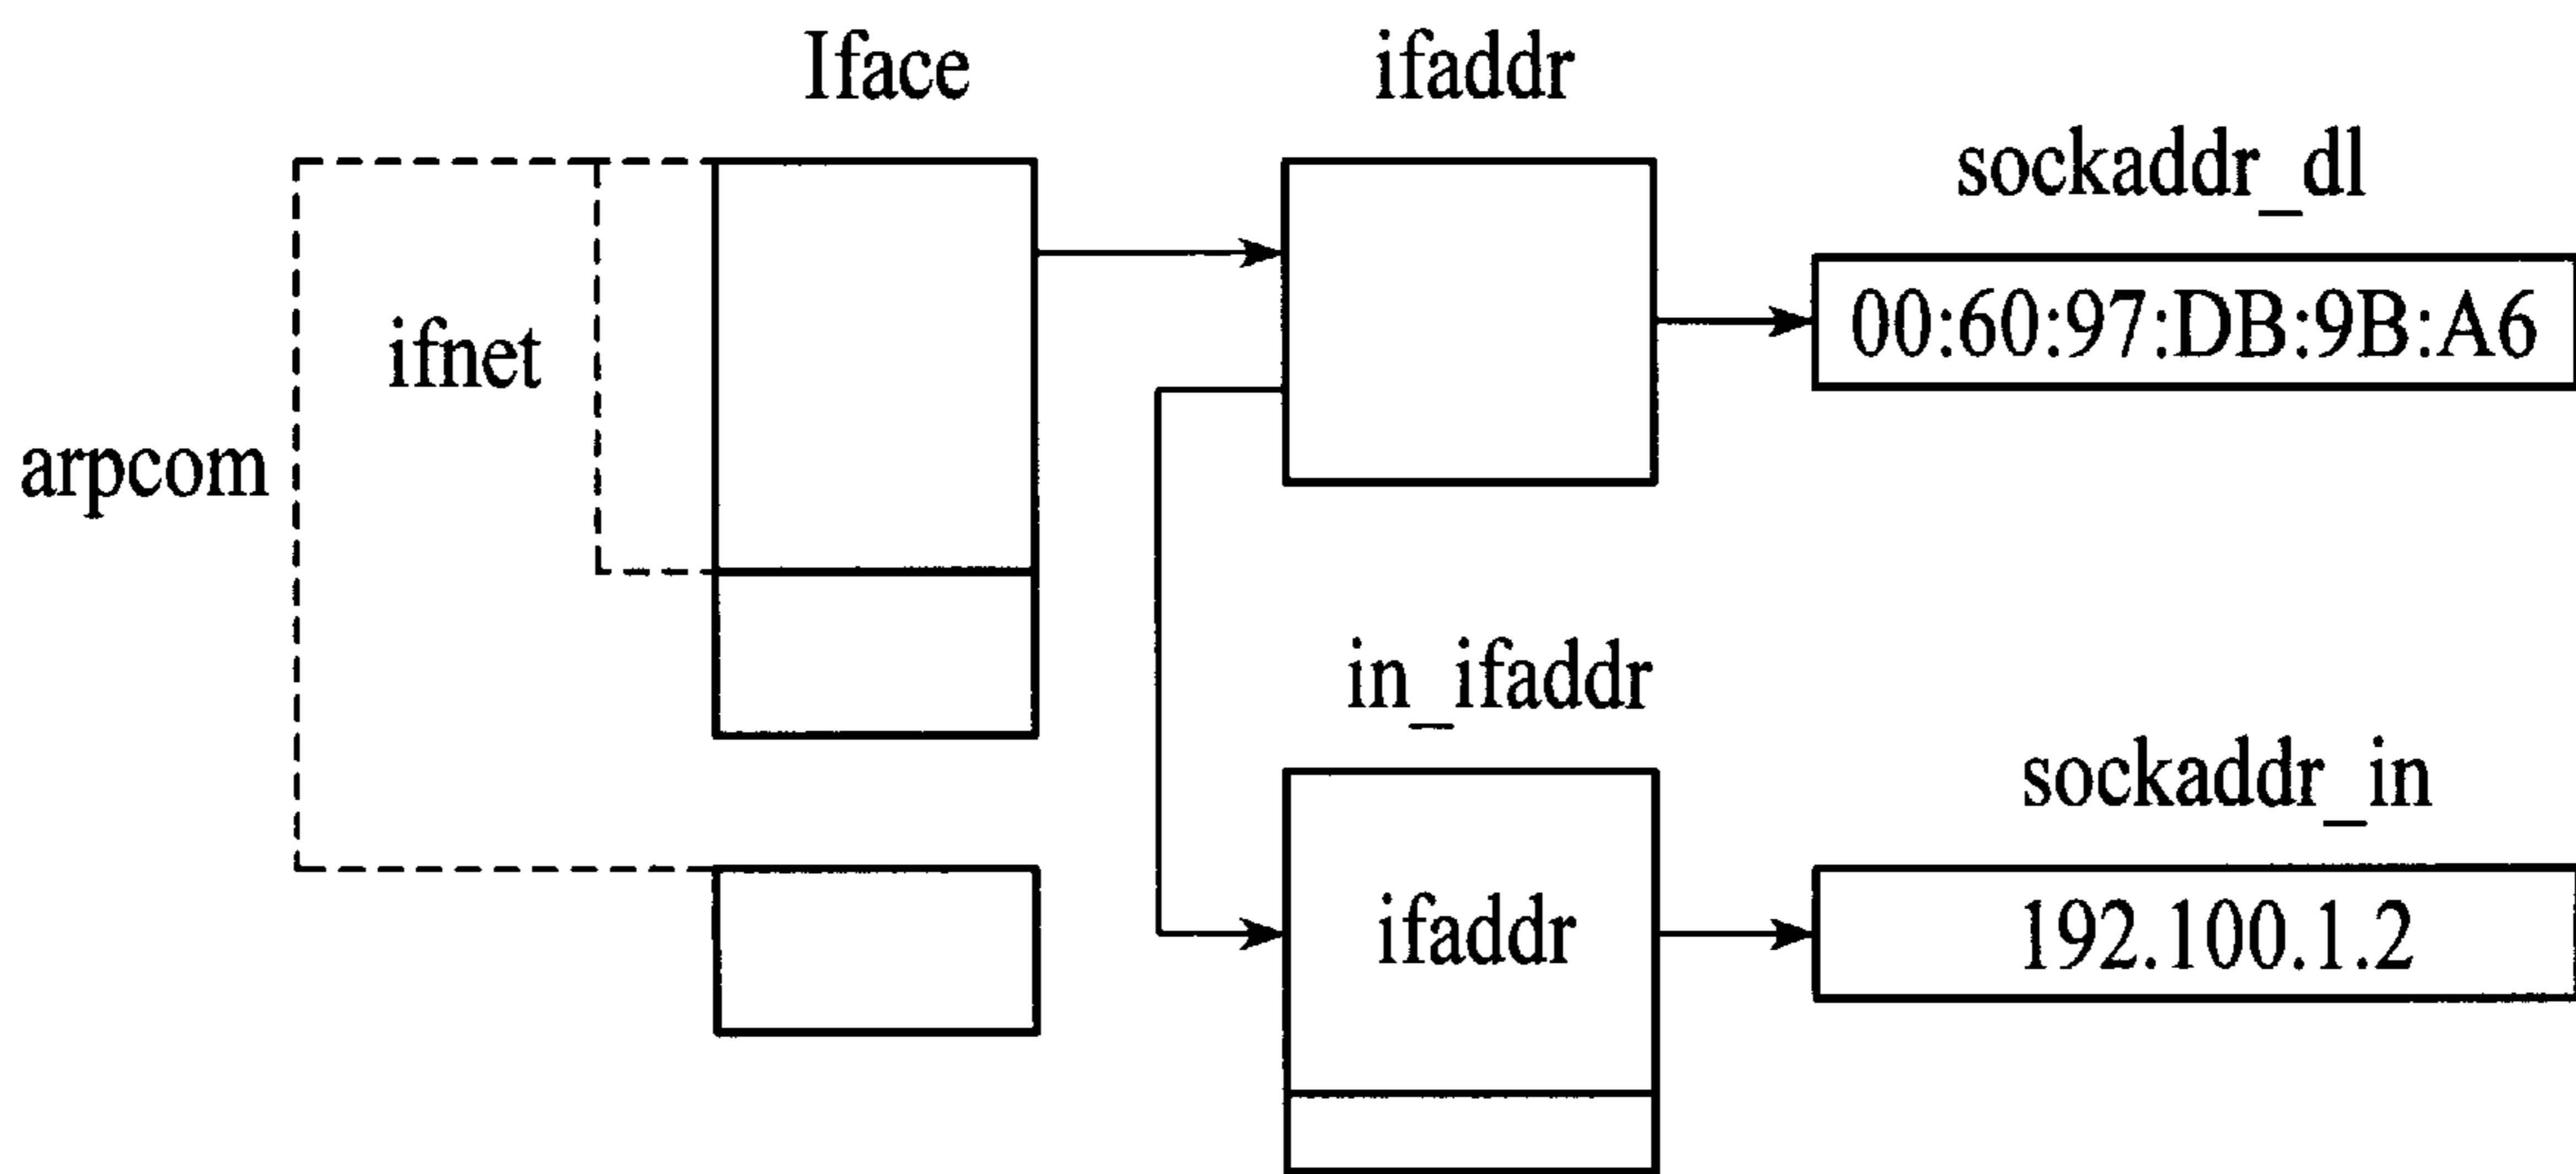 Iface
ifaddr
sockaddr_dl
00:60:97:DB:9B:A6
ifnet
arpcom
in_ifaddr
sockaddr_in
ifaddr
192.100.1.2